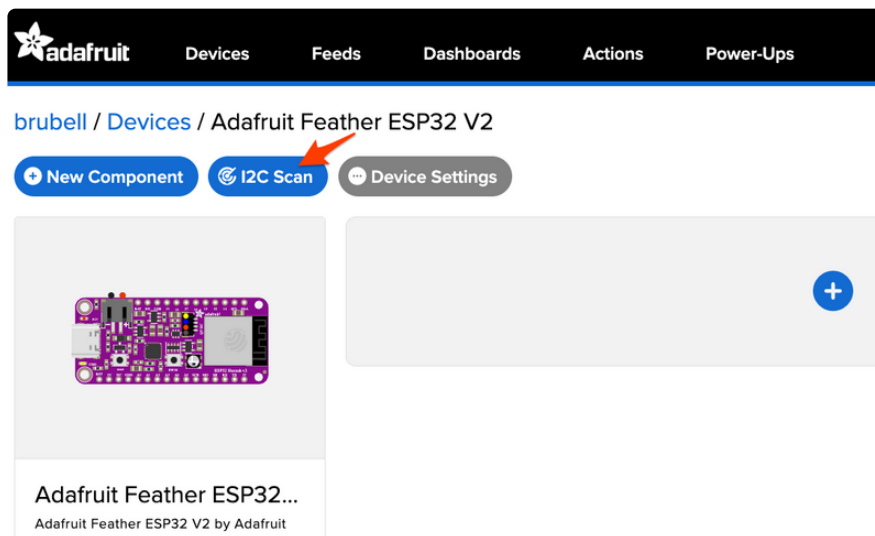 adafruit Devices Feeds Dashboards Actions Power-Ups
brubell / Devices / Adafruit Feather ESP32 V2
New Component I2C Scan Device Settings
Adafruit Feather ESP32...
Adafruit Feather ESP32 V2 by Adafruit